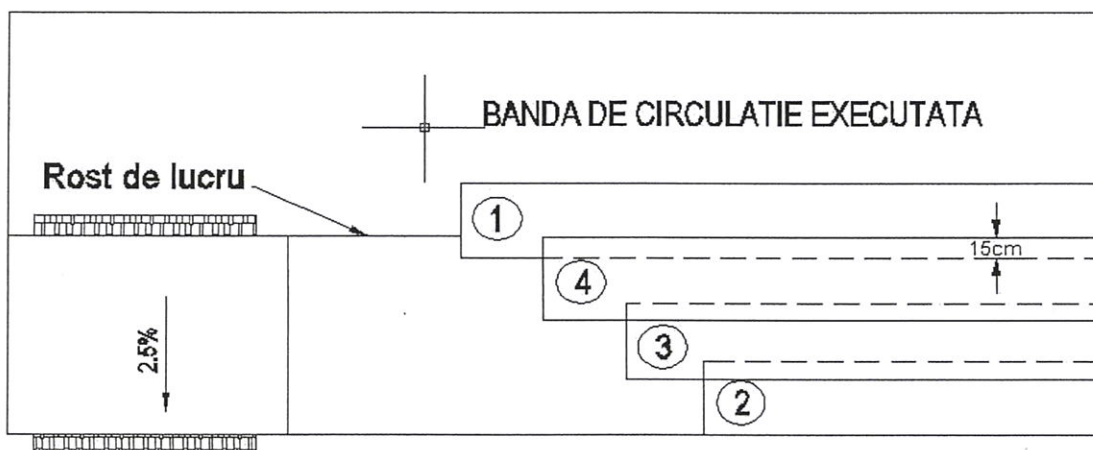 BANDA DE CIRCULATIE EXECUTATA
Rost de lucru
1
15cm
4
2.5%
3
2